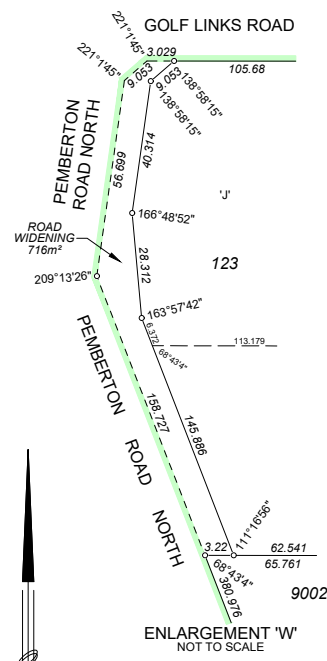 GOLF LINKS ROAD
221°1'45"
3.029
221°1'45"
9.053
9.053
138°58'15"
138°58'15"
105.68
PEMBERTON
ROAD NORTH
56.699
40.314
'J'
166°48'52"
ROAD
WIDENING
716m²
123
28.312
209°13'26"
163°57'42"
6.372
68°43'4"
113.179
PEMBERTON
ROAD
NORTH
158.727
145.886
3.22
111°16'56"
62.541
68°43'4"
65.761
380.976
9002
ENLARGEMENT 'W'
NOT TO SCALE